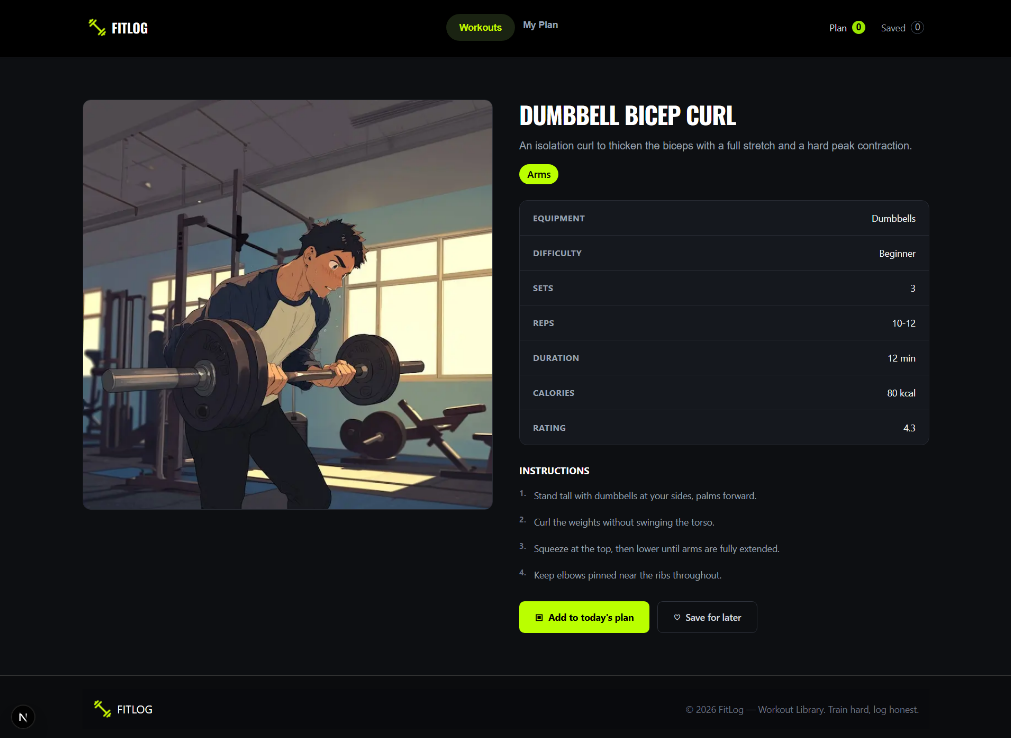 FITLOG
Workouts
My Plan
Plan 0
Saved 0
DUMBBELL BICEP CURL
An isolation curl to thicken the biceps with a full stretch and a hard peak contraction.
Arms
EQUIPMENT Dumbbells
DIFFICULTY Beginner
SETS 3
REPS 10-12
DURATION 12 min
CALORIES 80 kcal
RATING 4.3
INSTRUCTIONS
1. Stand tall with dumbbells at your sides, palms forward.
2. Curl the weights without swinging the torso.
3. Squeeze at the top, then lower until arms are fully extended.
4. Keep elbows pinned near the ribs throughout.
Add to today's plan
Save for later
N
FITLOG
© 2026 FitLog — Workout Library. Train hard, log honest.